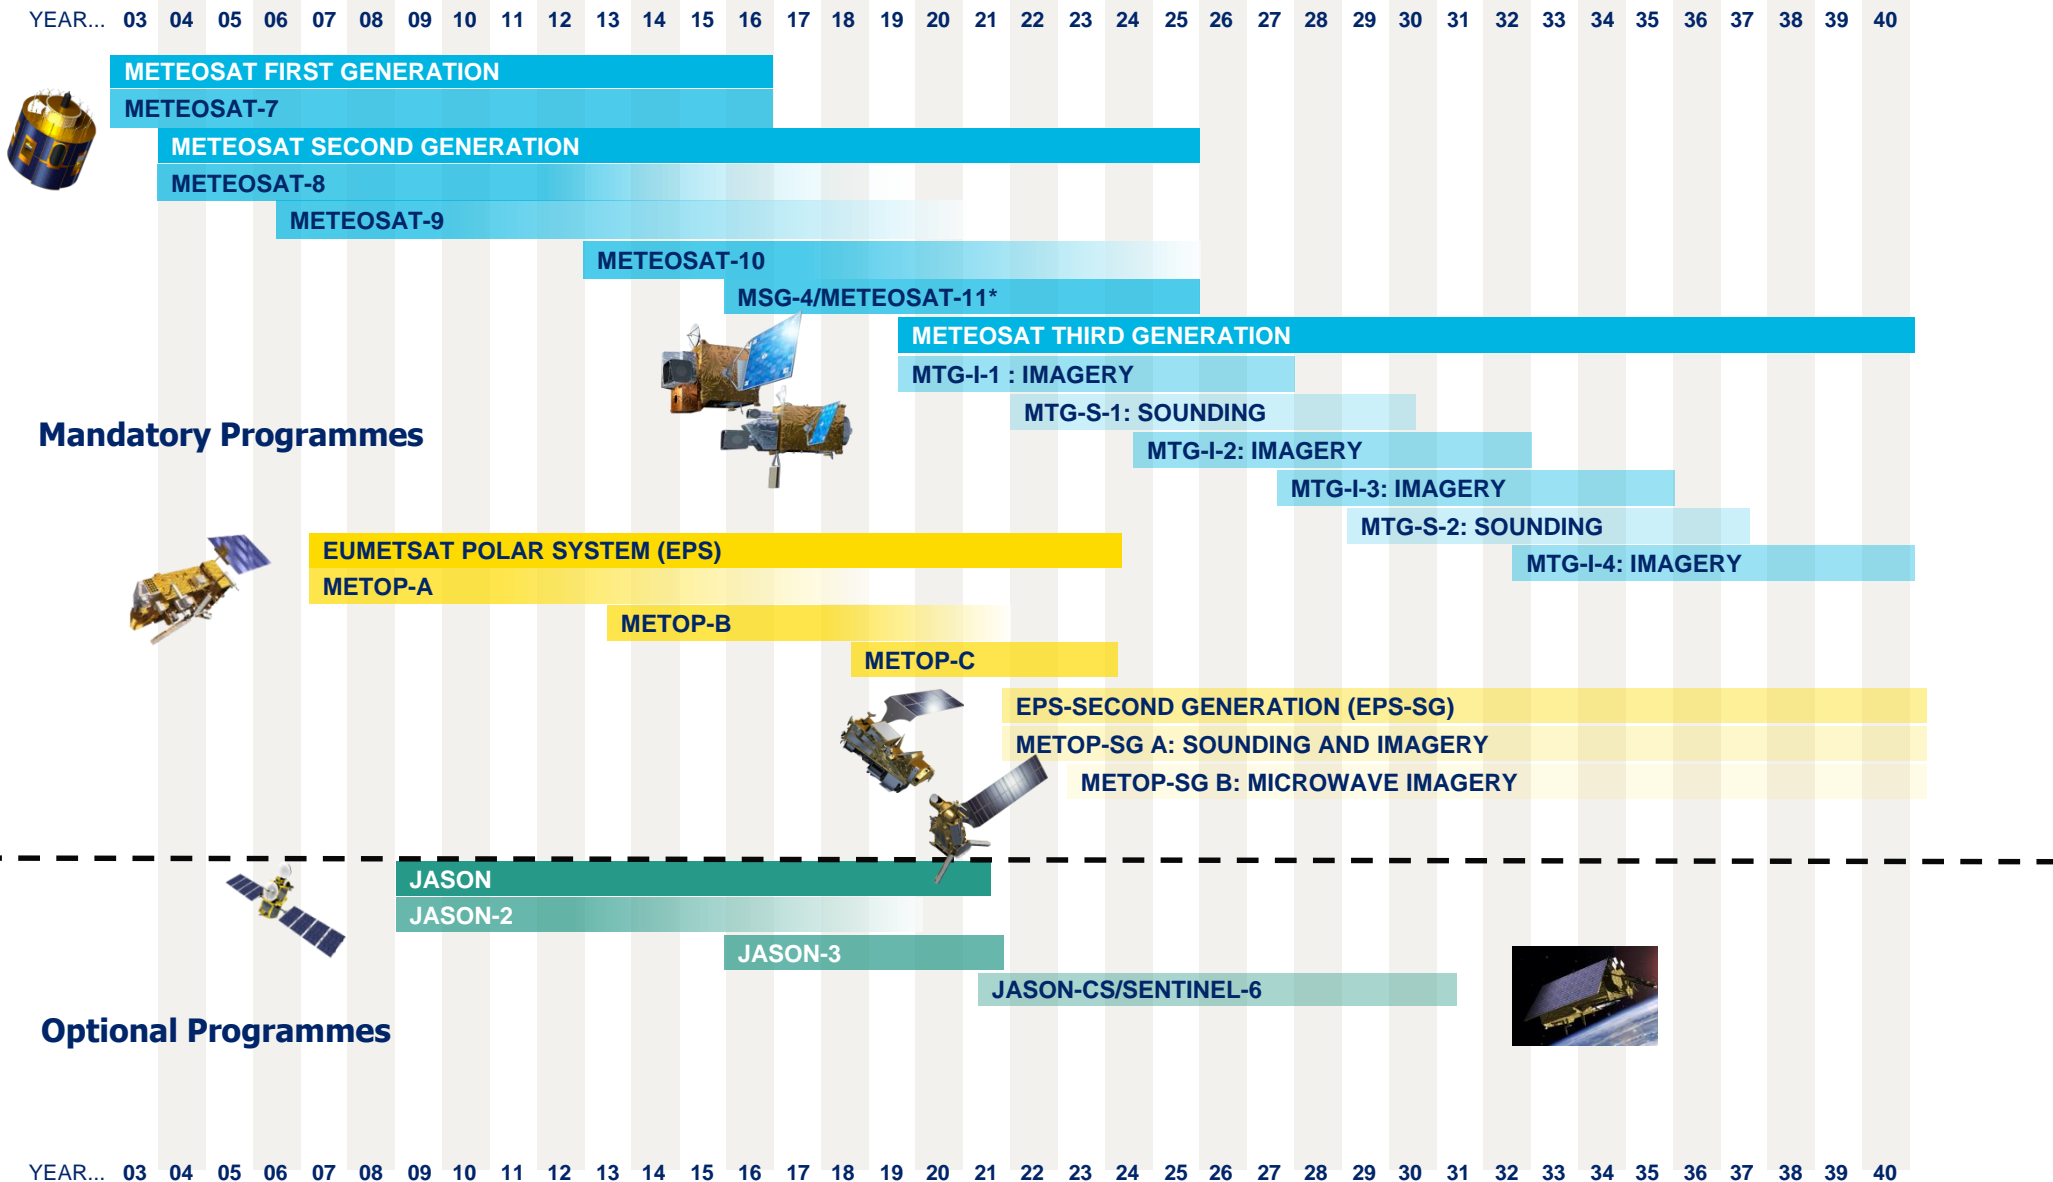 YEAR... 03 04 05 06 07 08 09 10 11 12 13 14 15 16 17 18 19 20 21 22 23 24 25 26 27 28 29 30 31 32 33 34 35 36 37 38 39 40
METEOSAT FIRST GENERATION
METEOSAT-7
METEOSAT SECOND GENERATION
METEOSAT-8
METEOSAT-9
METEOSAT-10
MSG-4/METEOSAT-11*
METEOSAT THIRD GENERATION
MTG-I-1 : IMAGERY
MTG-S-1: SOUNDING
Mandatory Programmes
MTG-I-2: IMAGERY
MTG-I-3: IMAGERY
MTG-S-2: SOUNDING
EUMETSAT POLAR SYSTEM (EPS)
MTG-I-4: IMAGERY
METOP-A
METOP-B
METOP-C
EPS-SECOND GENERATION (EPS-SG)
METOP-SG A: SOUNDING AND IMAGERY
METOP-SG B: MICROWAVE IMAGERY
JASON
JASON-2
JASON-3
JASON-CS/SENTINEL-6
Optional Programmes
YEAR... 03 04 05 06 07 08 09 10 11 12 13 14 15 16 17 18 19 20 21 22 23 24 25 26 27 28 29 30 31 32 33 34 35 36 37 38 39 40